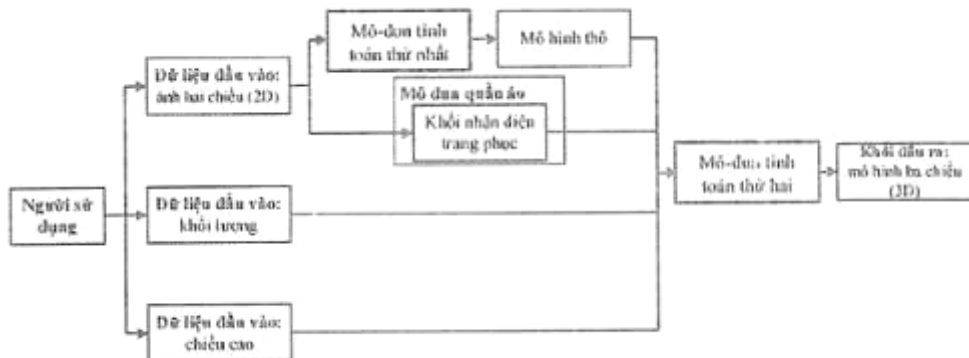 Mô-đun tính
toán thứ nhất
Mô hình thô
Dữ liệu đầu vào:
ảnh hai chiều (2D)
Mô đun quần áo
Khối nhận diện
trang phục
Mô-đun tính
toán thứ hai
Khối đầu ra:
mô hình ba chiều
(3D)
Người sử
dụng
Dữ liệu đầu vào:
khối lượng
Dữ liệu đầu vào:
chiều cao